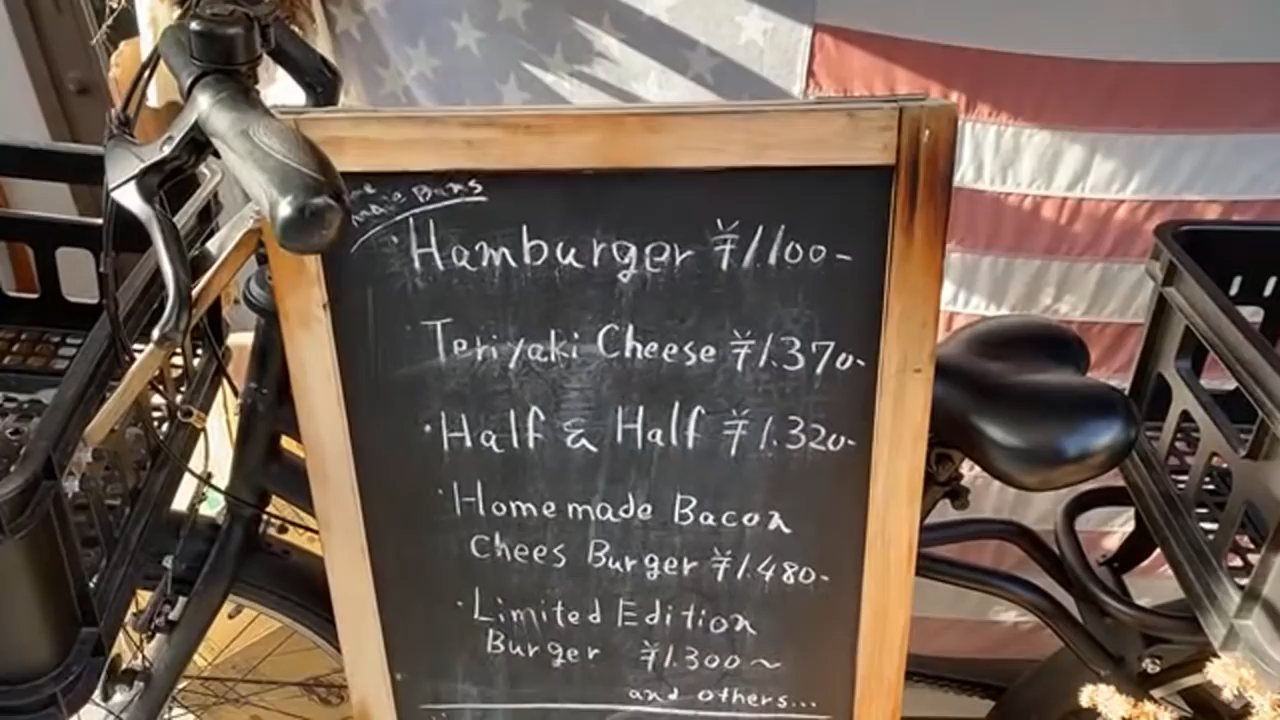 · Hamburger ¥1.100-
Teriyaki Cheese ¥1.370-
· Half & Half ¥1.320-
· Homemade Bacon
Chees Burger ¥1.480-
· Limited Edition
Burger ¥1.300~
and others...